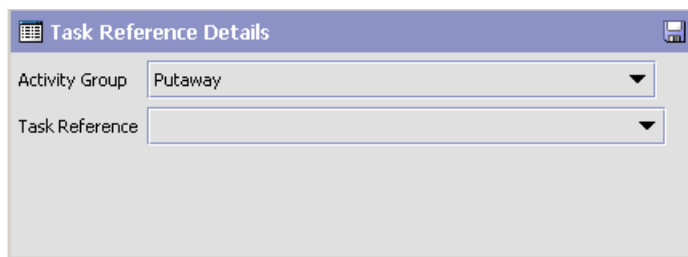 Task Reference Details
Activity Group Putaway
Task Reference